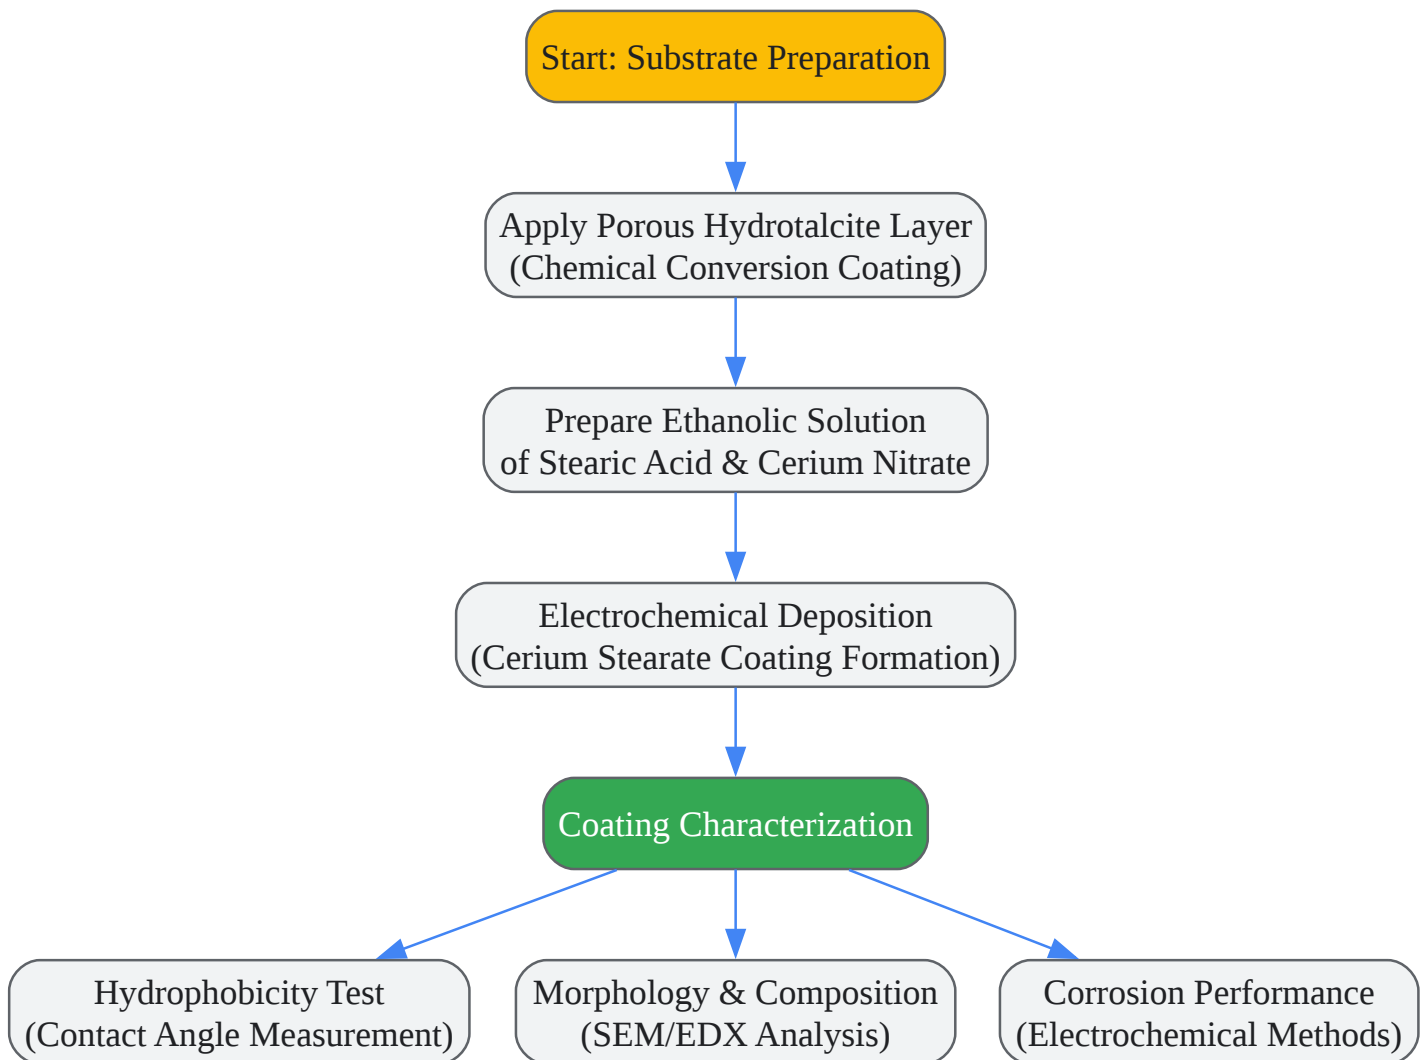 Start: Substrate Preparation
Apply Porous Hydrotalcite Layer
(Chemical Conversion Coating)
Prepare Ethanolic Solution
of Stearic Acid & Cerium Nitrate
Electrochemical Deposition
(Cerium Stearate Coating Formation)
Coating Characterization
Hydrophobicity Test
(Contact Angle Measurement)
Morphology & Composition
(SEM/EDX Analysis)
Corrosion Performance
(Electrochemical Methods)